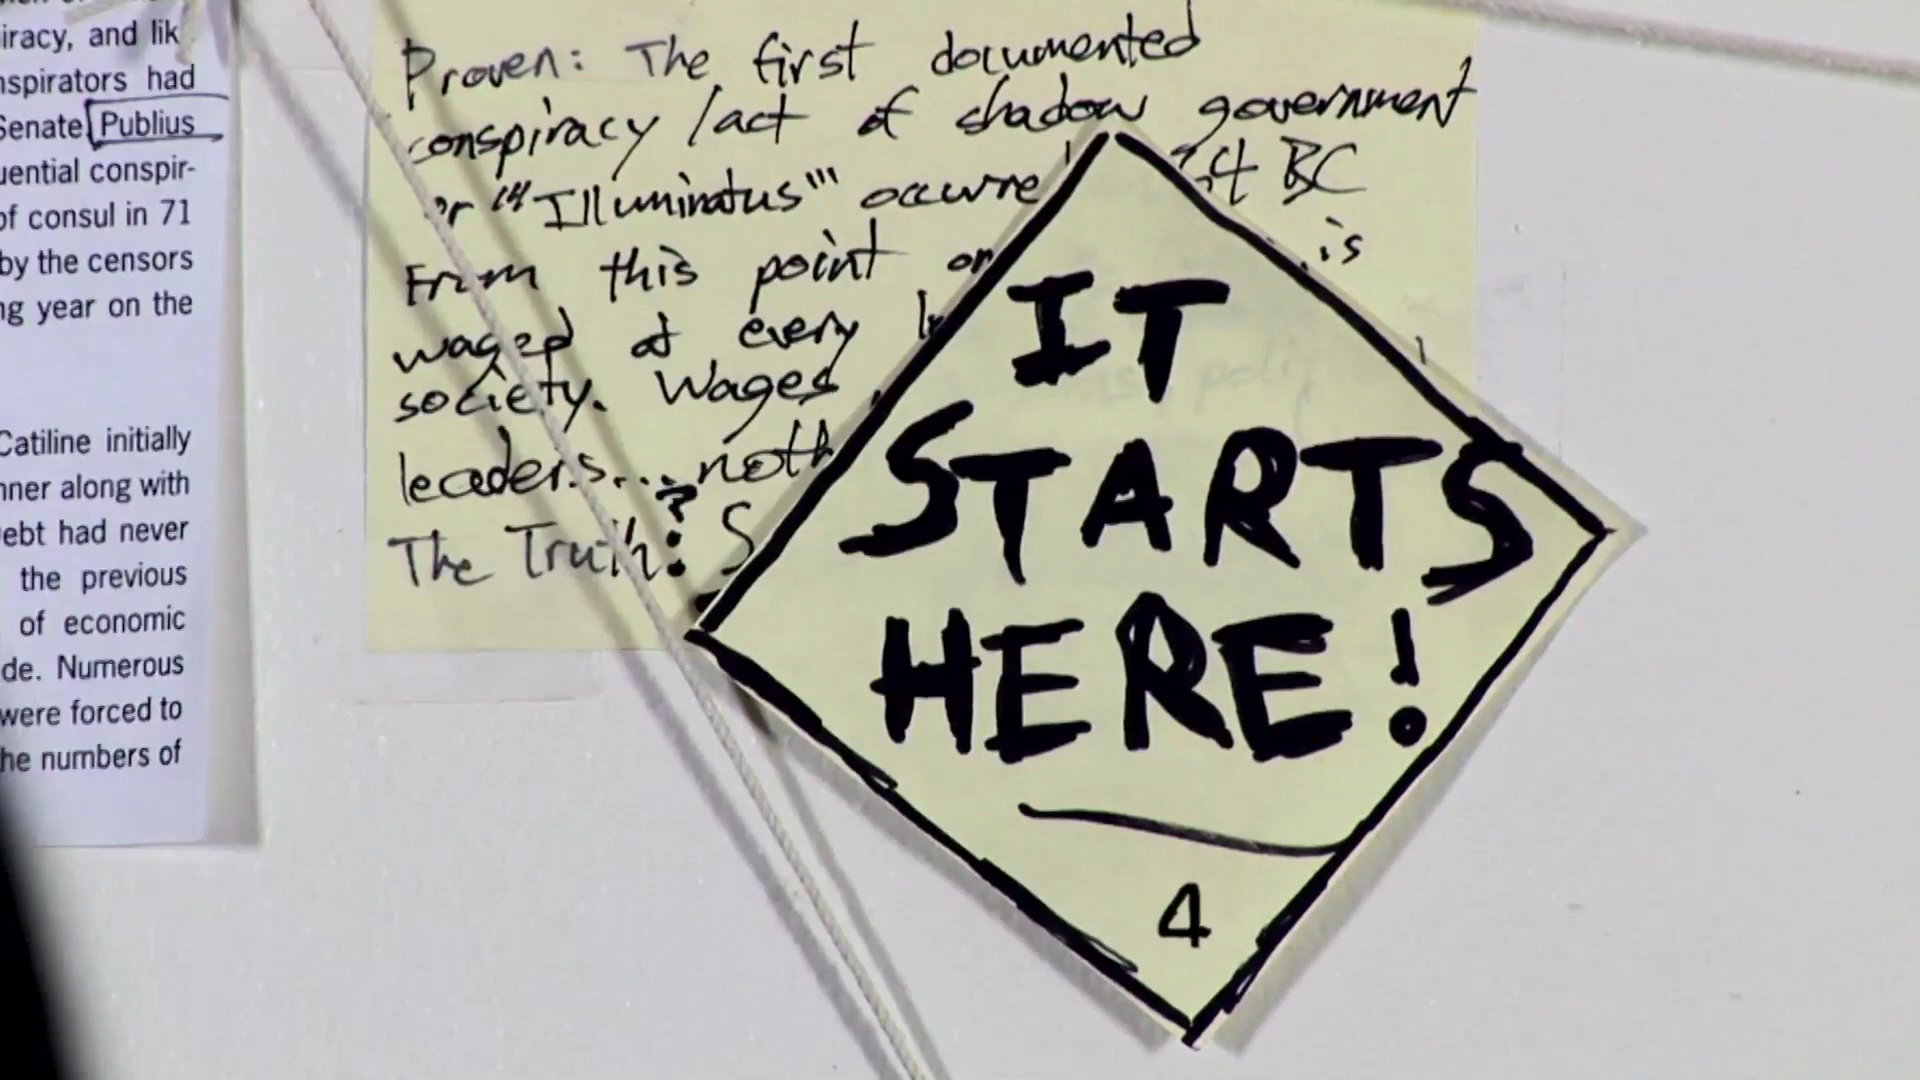 iracy, and lik
nspirators had
Senate Publius
uential conspir-
of consul in 71
by the censors
ng year on the
Catiline initially
nner along with
ebt had never
the previous
of economic
de. Numerous
were forced to
he numbers of
Proven: The first documented
conspiracy / act of shadow government
or "'Illuminatus'" occurre 4 BC
From this point on is
waged at every
society. Wages
leaders... noth
The Truth:? S
IT
STARTS
HERE!
4